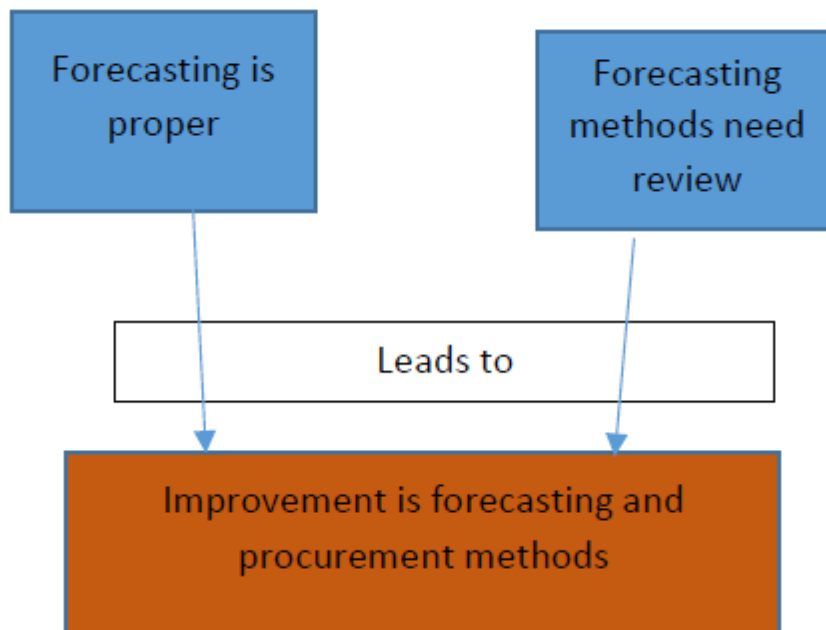 Forecasting is
proper
Forecasting
methods need
review
Leads to
Improvement is forecasting and
procurement methods